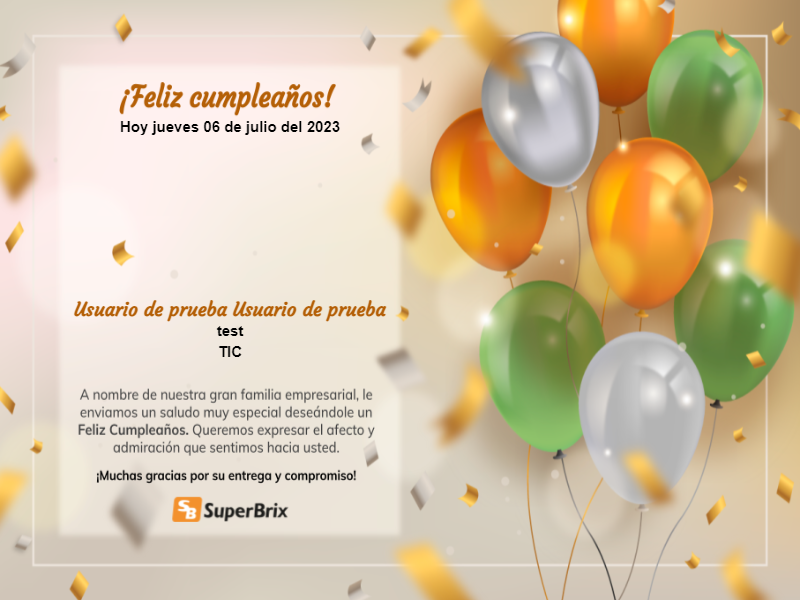 ¡Feliz cumpleaños!
Hoy jueves 06 de julio del 2023
Usuario de prueba Usuario de prueba
test
TIC
A nombre de nuestra gran familia empresarial, le
enviamos un saludo muy especial deseándole un
Feliz Cumpleaños. Queremos expresar el afecto y
admiración que sentimos hacia usted.
¡Muchas gracias por su entrega y compromiso!
SB SuperBrix